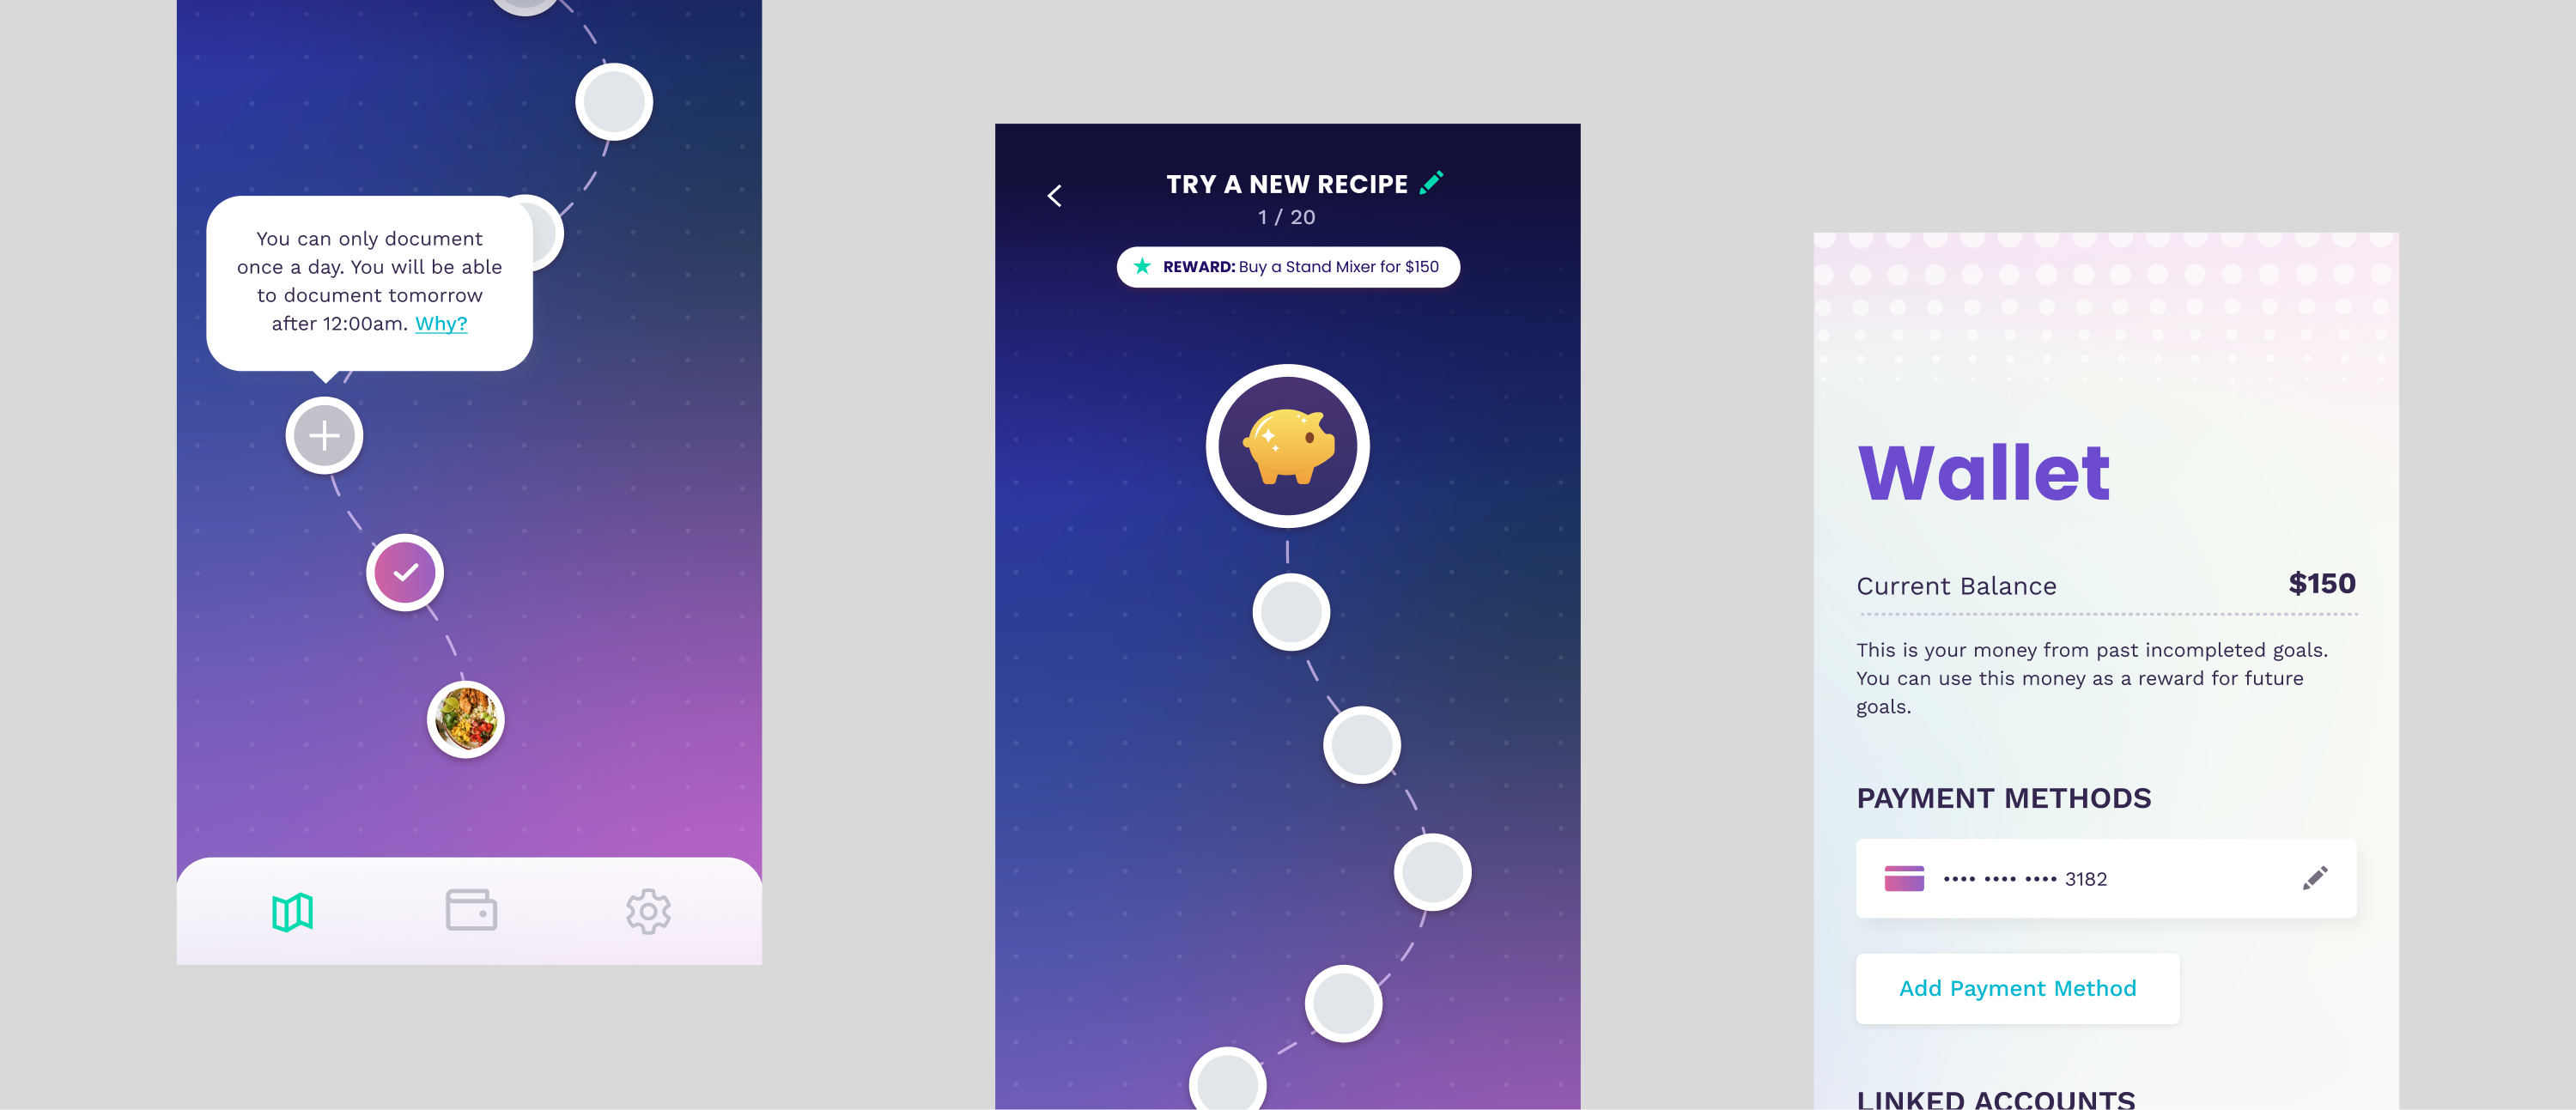 You can only document
once a day. You will be able
to document tomorrow
after 12:00am. Why?
TRY A NEW RECIPE
1 / 20
REWARD: Buy a Stand Mixer for $150
Wallet
Current Balance $150
This is your money from past incompleted goals.
You can use this money as a reward for future
goals.
PAYMENT METHODS
•••• •••• •••• 3182
Add Payment Method
LINKED ACCOUNTS